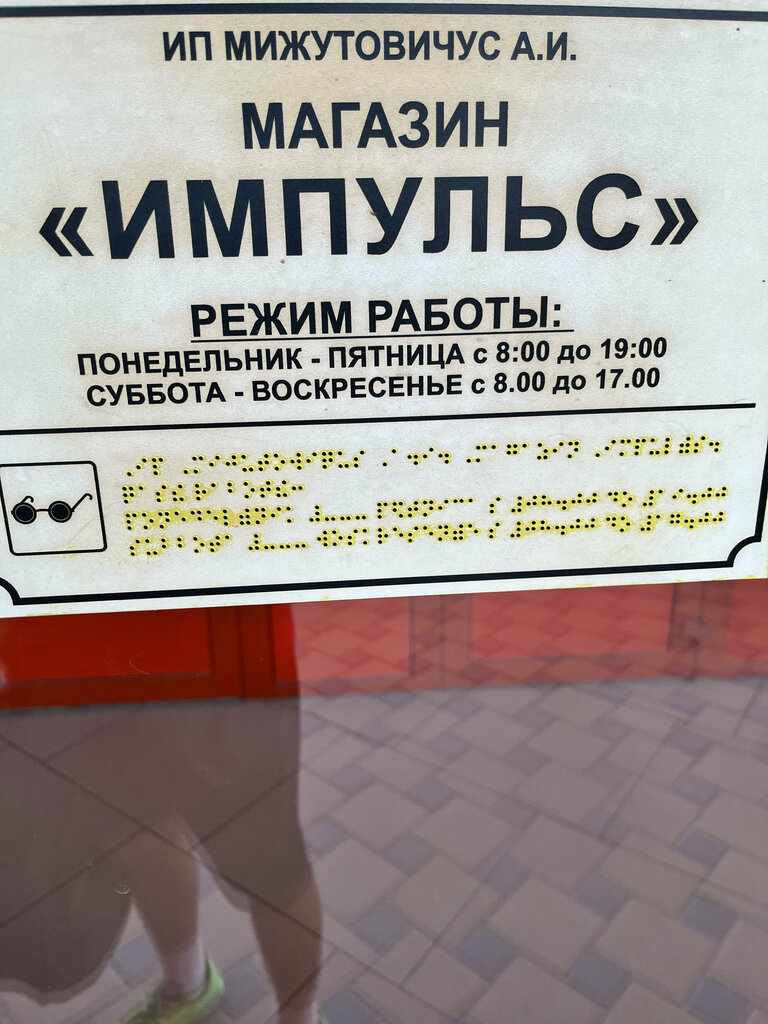 ИП МИЖУТОВИЧУС А.И.
МАГАЗИН
«ИМПУЛЬС»
РЕЖИМ РАБОТЫ:
ПОНЕДЕЛЬНИК - ПЯТНИЦА с 8:00 до 19:00
СУББОТА - ВОСКРЕСЕНЬЕ с 8.00 до 17.00